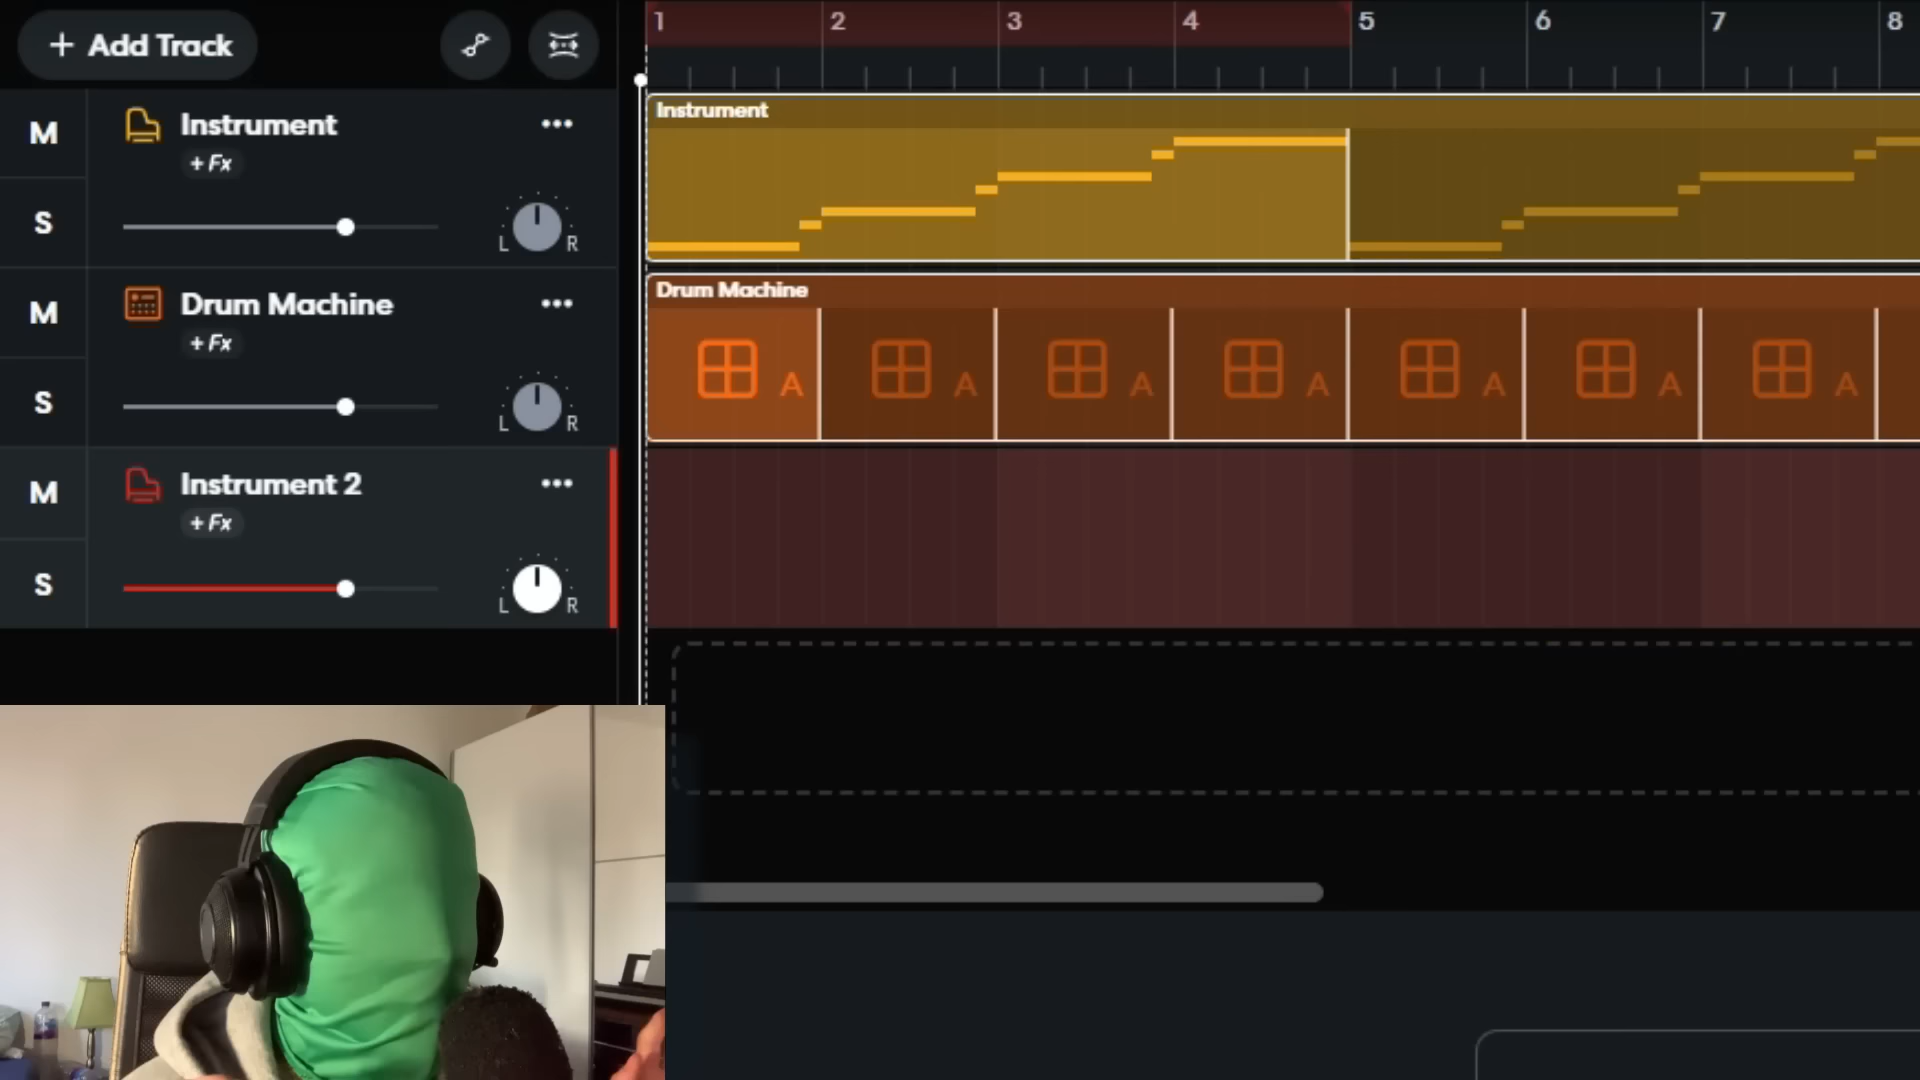 + Add Track
1 2 3 4 5 6 7 8
M
Instrument
•••
+ Fx
S
L R
Instrument
M
Drum Machine
•••
+ Fx
S
L R
Drum Machine
A A A A A A A
M
Instrument 2
•••
+ Fx
S
L R